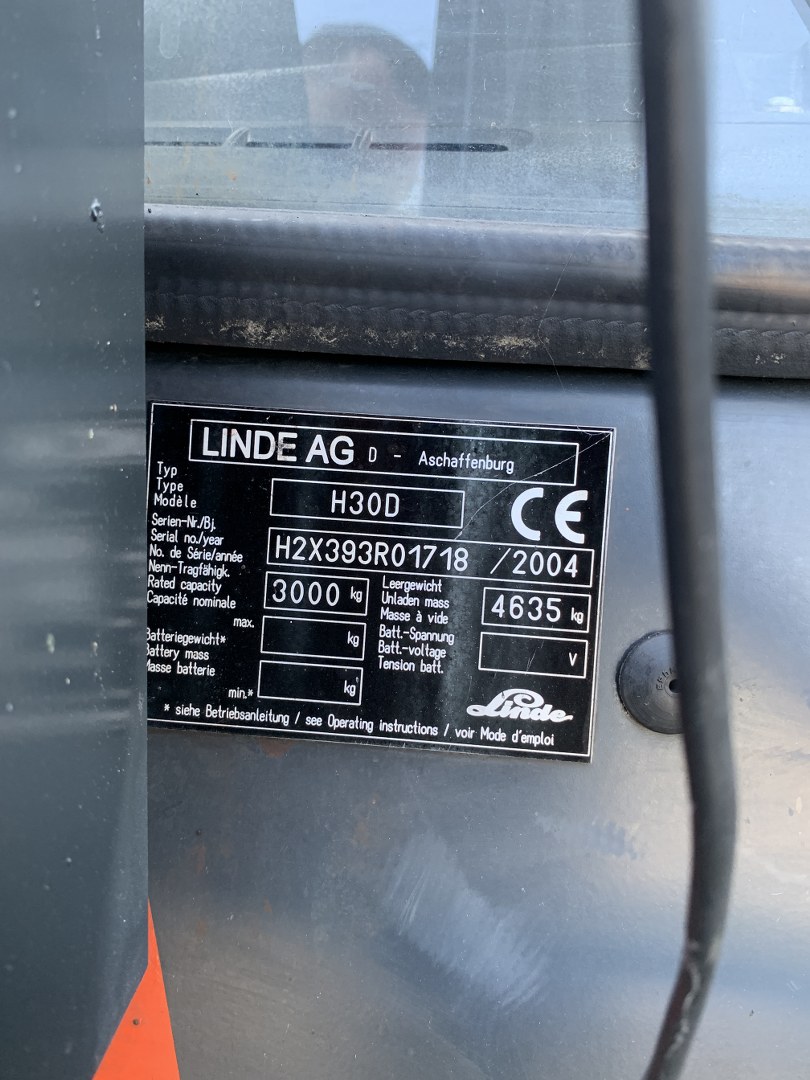 LINDE AG D - Aschaffenburg
Typ
Type
Modèle
H30D
CE
Serien-Nr./Bj.
Serial no./year
No. de Série/année
H2X393R01718 /2004
Nenn-Tragfähigk.
Rated capacity
Capacité nominale
3000 kg
Leergewicht
Unladen mass
Masse à vide
4635 kg
max.
kg
Batteriegewicht*
Battery mass
Masse batterie
min.*
kg
Batt.-Spannung
Batt.-voltage
Tension batt.
V
Linde
* siehe Betriebsanleitung / see Operating instructions / voir Mode d'emploi